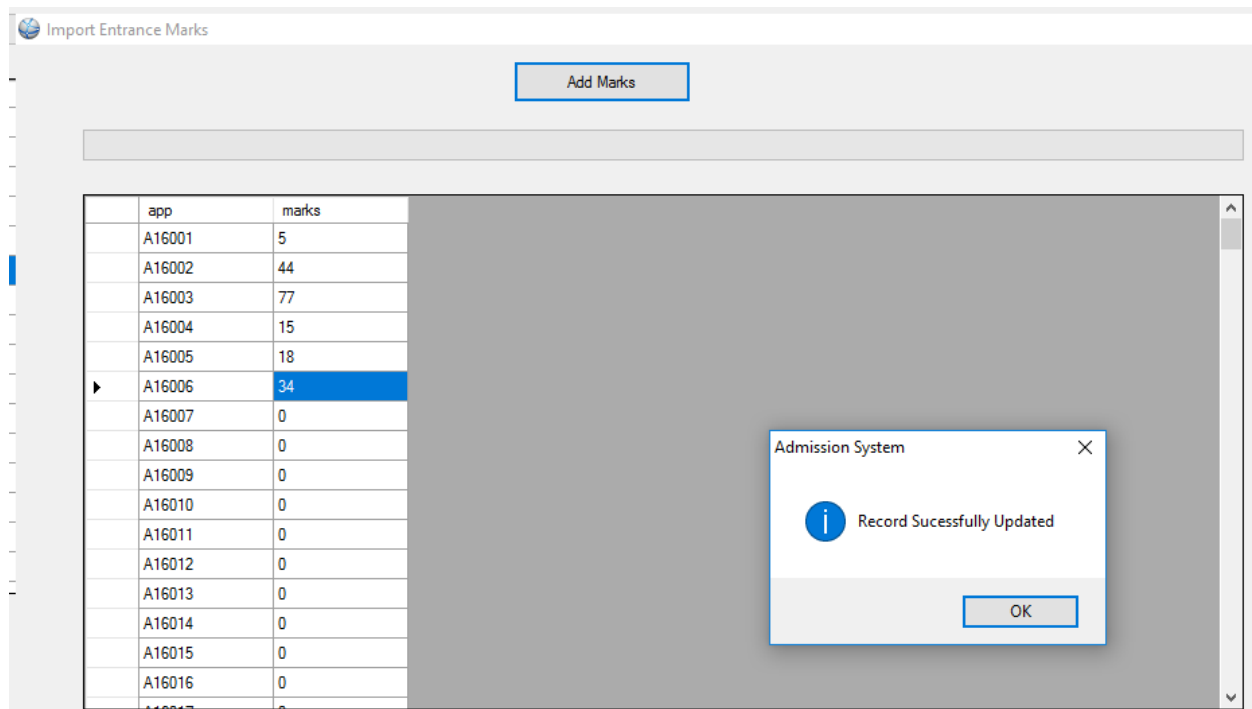 Import Entrance Marks
Add Marks
app marks
A16001 5
A16002 44
A16003 77
A16004 15
A16005 18
A16006 34
A16007 0
A16008 0
A16009 0
A16010 0
A16011 0
A16012 0
A16013 0
A16014 0
A16015 0
A16016 0
Admission System
Record Sucessfully Updated
OK